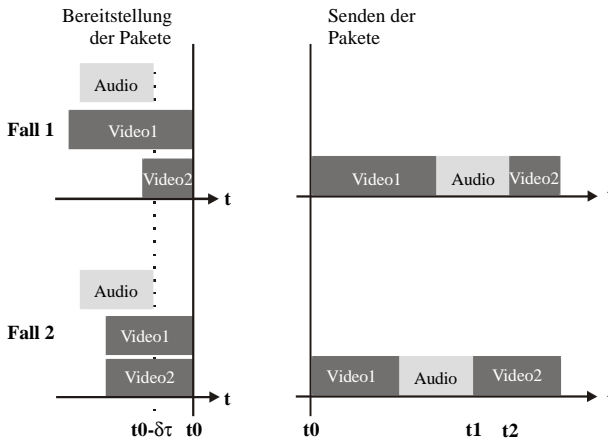 Bereitstellung
der Pakete
Senden der
Pakete
Audio
Fall 1
Video1
Video2
t
Video1
Audio
Video2
t
Audio
Fall 2
Video1
Video2
t
t0-δτ
t0
Video1
Audio
Video2
t
t0
t1
t2